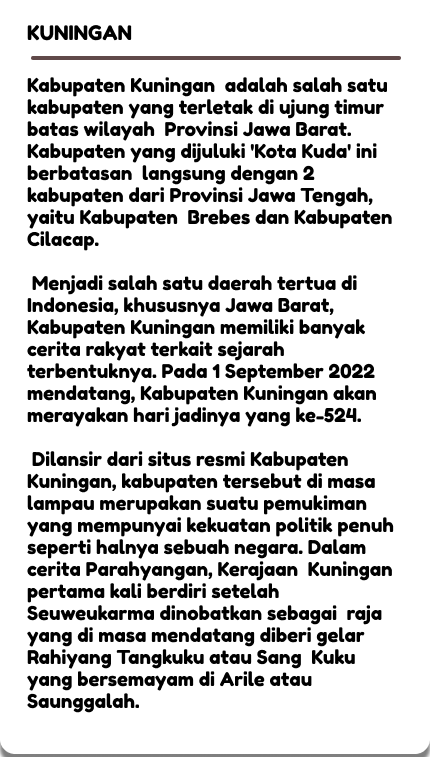 KUNINGAN
Kabupaten Kuningan  adalah salah satu
kabupaten yang terletak di ujung timur
batas wilayah  Provinsi Jawa Barat.
Kabupaten yang dijuluki 'Kota Kuda' ini
berbatasan  langsung dengan 2
kabupaten dari Provinsi Jawa Tengah,
yaitu Kabupaten  Brebes dan Kabupaten
Cilacap.
Menjadi salah satu daerah tertua di
Indonesia, khususnya Jawa Barat,
Kabupaten Kuningan memiliki banyak
cerita rakyat terkait sejarah
terbentuknya. Pada 1 September 2022
mendatang, Kabupaten Kuningan akan
merayakan hari jadinya yang ke-524.
Dilansir dari situs resmi Kabupaten
Kuningan, kabupaten tersebut di masa
lampau merupakan suatu pemukiman
yang mempunyai kekuatan politik penuh
seperti halnya sebuah negara. Dalam
cerita Parahyangan, Kerajaan  Kuningan
pertama kali berdiri setelah
Seuweukarma dinobatkan sebagai  raja
yang di masa mendatang diberi gelar
Rahiyang Tangkuku atau Sang  Kuku
yang bersemayam di Arile atau
Saunggalah.